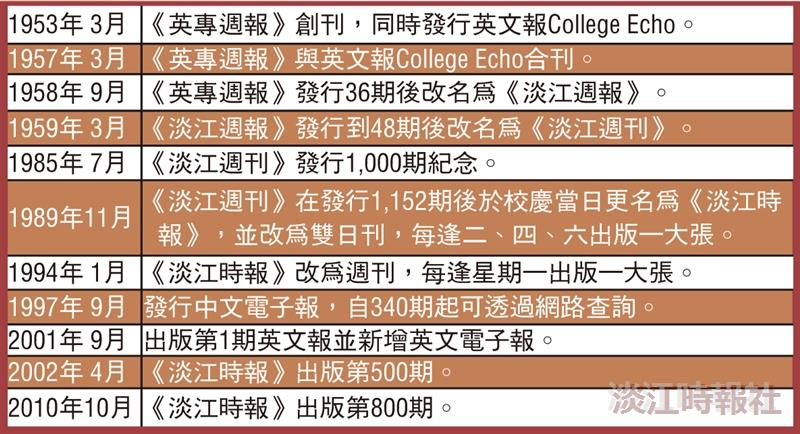 1953年 3月 《英專週報》創刊，同時發行英文報College Echo。
1957年 3月 《英專週報》與英文報College Echo合刊。
1958年 9月 《英專週報》發行36期後改名為《淡江週報》。
1959年 3月 《淡江週報》發行到48期後改名為《淡江週刊》。
1985年 7月 《淡江週刊》發行1,000期紀念。
1989年11月 《淡江週刊》在發行1,152期後於校慶當日更名為《淡江時
報》，並改為雙日刊，每逢二、四、六出版一大張。
1994年 1月 《淡江時報》改為週刊，每逢星期一出版一大張。
1997年 9月 發行中文電子報，自340期起可透過網路查詢。
2001年 9月 出版第1期英文報並新增英文電子報。
2002年 4月 《淡江時報》出版第500期。
2010年10月 《淡江時報》出版第800期。
淡江時報社